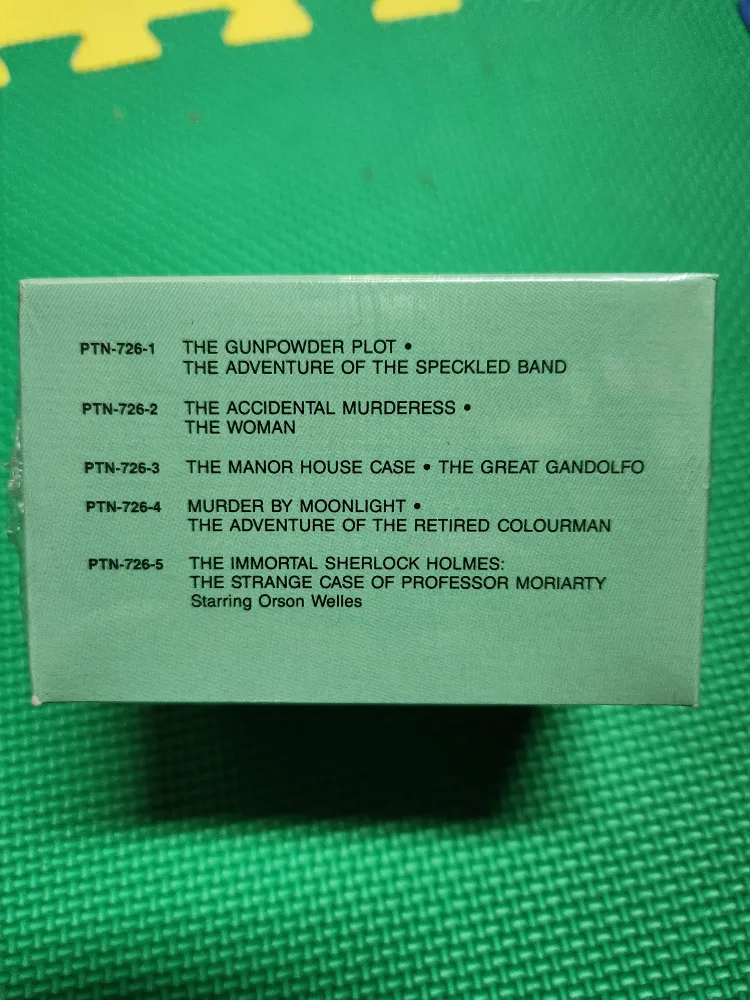 PTN-726-1 THE GUNPOWDER PLOT •
THE ADVENTURE OF THE SPECKLED BAND
PTN-726-2 THE ACCIDENTAL MURDERESS •
THE WOMAN
PTN-726-3 THE MANOR HOUSE CASE • THE GREAT GANDOLFO
PTN-726-4 MURDER BY MOONLIGHT •
THE ADVENTURE OF THE RETIRED COLOURMAN
PTN-726-5 THE IMMORTAL SHERLOCK HOLMES:
THE STRANGE CASE OF PROFESSOR MORIARTY
Starring Orson Welles